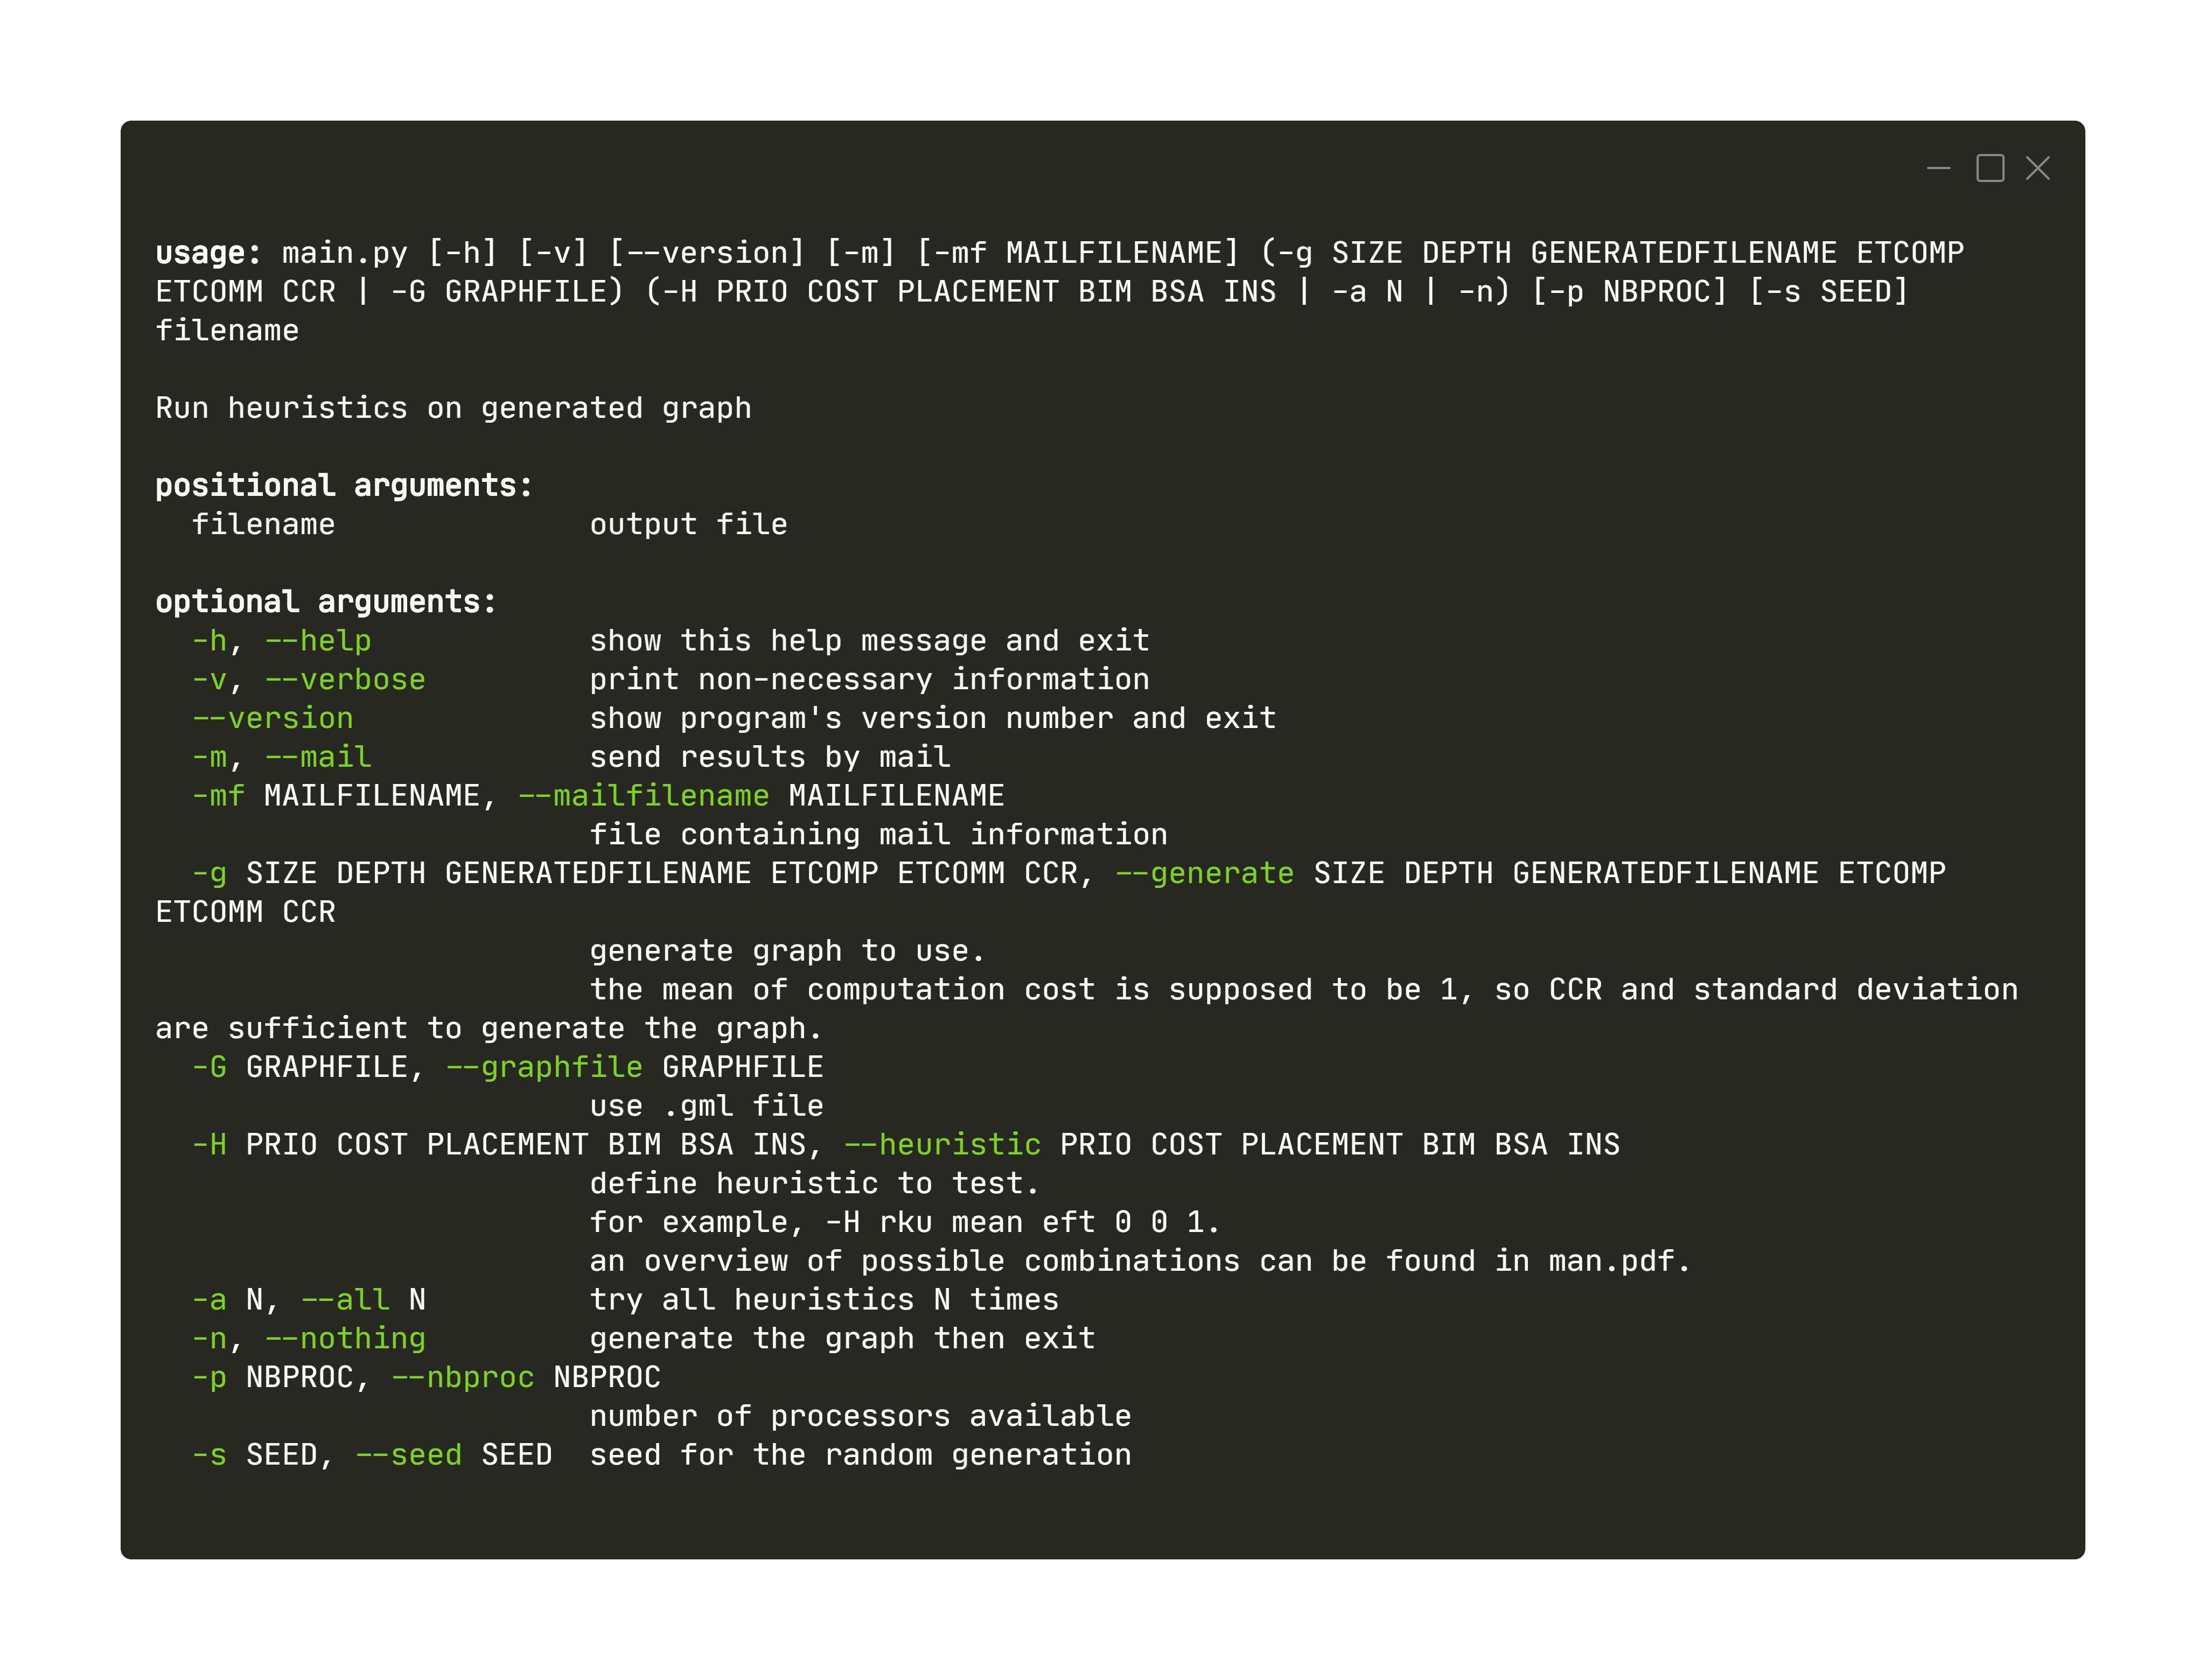 usage: main.py [-h] [-v] [--version] [-m] [-mf MAILFILENAME] (-g SIZE DEPTH GENERATEDFILENAME ETCOMP
ETCOMM CCR | -G GRAPHFILE) (-H PRIO COST PLACEMENT BIM BSA INS | -a N | -n) [-p NBPROC] [-s SEED]
filename
Run heuristics on generated graph
positional arguments:
filename output file
optional arguments:
-h, --help show this help message and exit
-v, --verbose print non-necessary information
--version show program's version number and exit
-m, --mail send results by mail
-mf MAILFILENAME, --mailfilename MAILFILENAME
file containing mail information
-g SIZE DEPTH GENERATEDFILENAME ETCOMP ETCOMM CCR, --generate SIZE DEPTH GENERATEDFILENAME ETCOMP
ETCOMM CCR
generate graph to use.
the mean of computation cost is supposed to be 1, so CCR and standard deviation
are sufficient to generate the graph.
-G GRAPHFILE, --graphfile GRAPHFILE
use .gml file
-H PRIO COST PLACEMENT BIM BSA INS, --heuristic PRIO COST PLACEMENT BIM BSA INS
define heuristic to test.
for example, -H rku mean eft 0 0 1.
an overview of possible combinations can be found in man.pdf.
-a N, --all N try all heuristics N times
-n, --nothing generate the graph then exit
-p NBPROC, --nbproc NBPROC
number of processors available
-s SEED, --seed SEED seed for the random generation